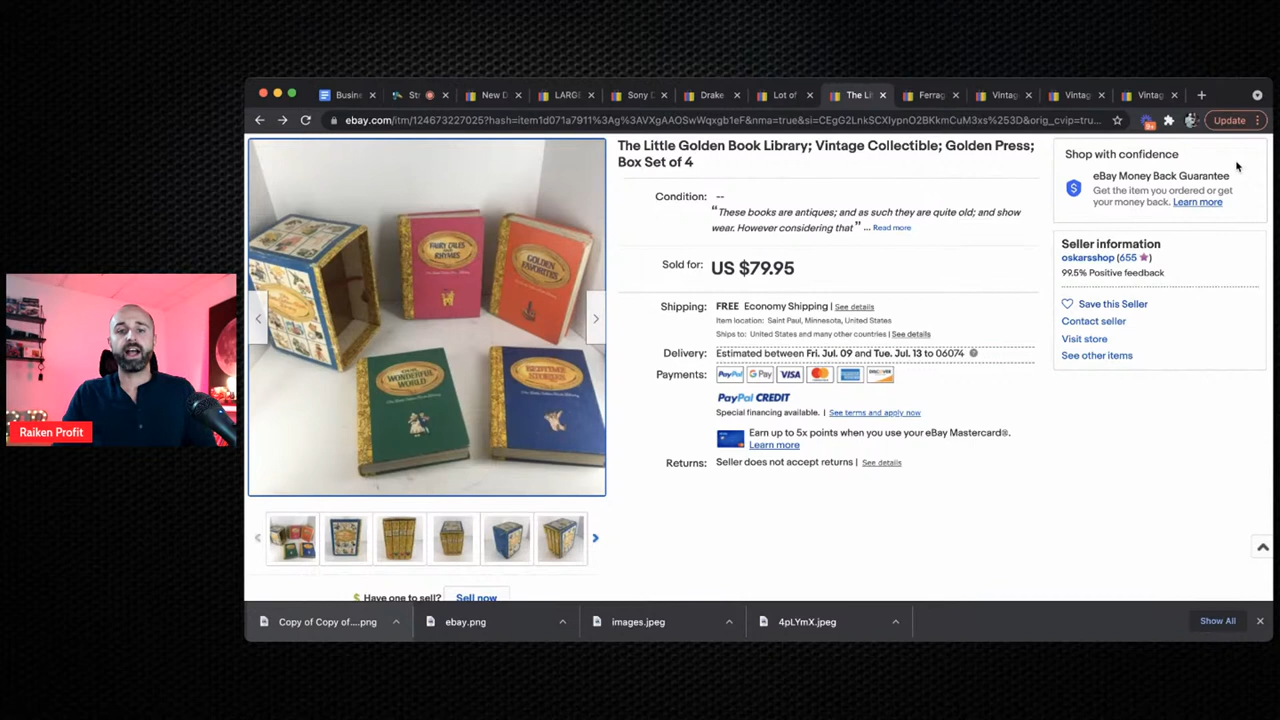 Busine
St
New D
LARG
Sony D
Drake
Lot of
The Li
Ferrag
Vintag
Vintag
Vintag
ebay.com/itm/124673227025?hash=item1d071a7911%3Ag%3AVXgAAOSwWqxgb1eF&nma=true&si=CEgG2LnkSCXIypnO2BKkmCuM3xs%253D&orig_cvip=tru...
Update
The Little Golden Book Library; Vintage Collectible; Golden Press;
Box Set of 4
Condition: --
"These books are antiques; and as such they are quite old; and show
wear. However considering that" ... Read more
Sold for: US $79.95
Shipping: FREE Economy Shipping | See details
Item location: Saint Paul, Minnesota, United States
Ships to: United States and many other countries | See details
Delivery: Estimated between Fri. Jul. 09 and Tue. Jul. 13 to 06074
Payments: PayPal G Pay VISA
PayPal CREDIT
Special financing available. | See terms and apply now
Earn up to 5x points when you use your eBay Mastercard®.
Learn more
Returns: Seller does not accept returns | See details
Shop with confidence
eBay Money Back Guarantee
Get the item you ordered or get
your money back. Learn more
Seller information
oskarsshop (655)
99.5% Positive feedback
Save this Seller
Contact seller
Visit store
See other items
FAIRY TALES
RHYMES
GOLDEN
FAVORITES
WONDERFUL
WORLD
BEDTIME
STORIES
Raiken Profit
$ Have one to sell? Sell now
Copy of Copy of....png
ebay.png
images.jpeg
4pLYmX.jpeg
Show All